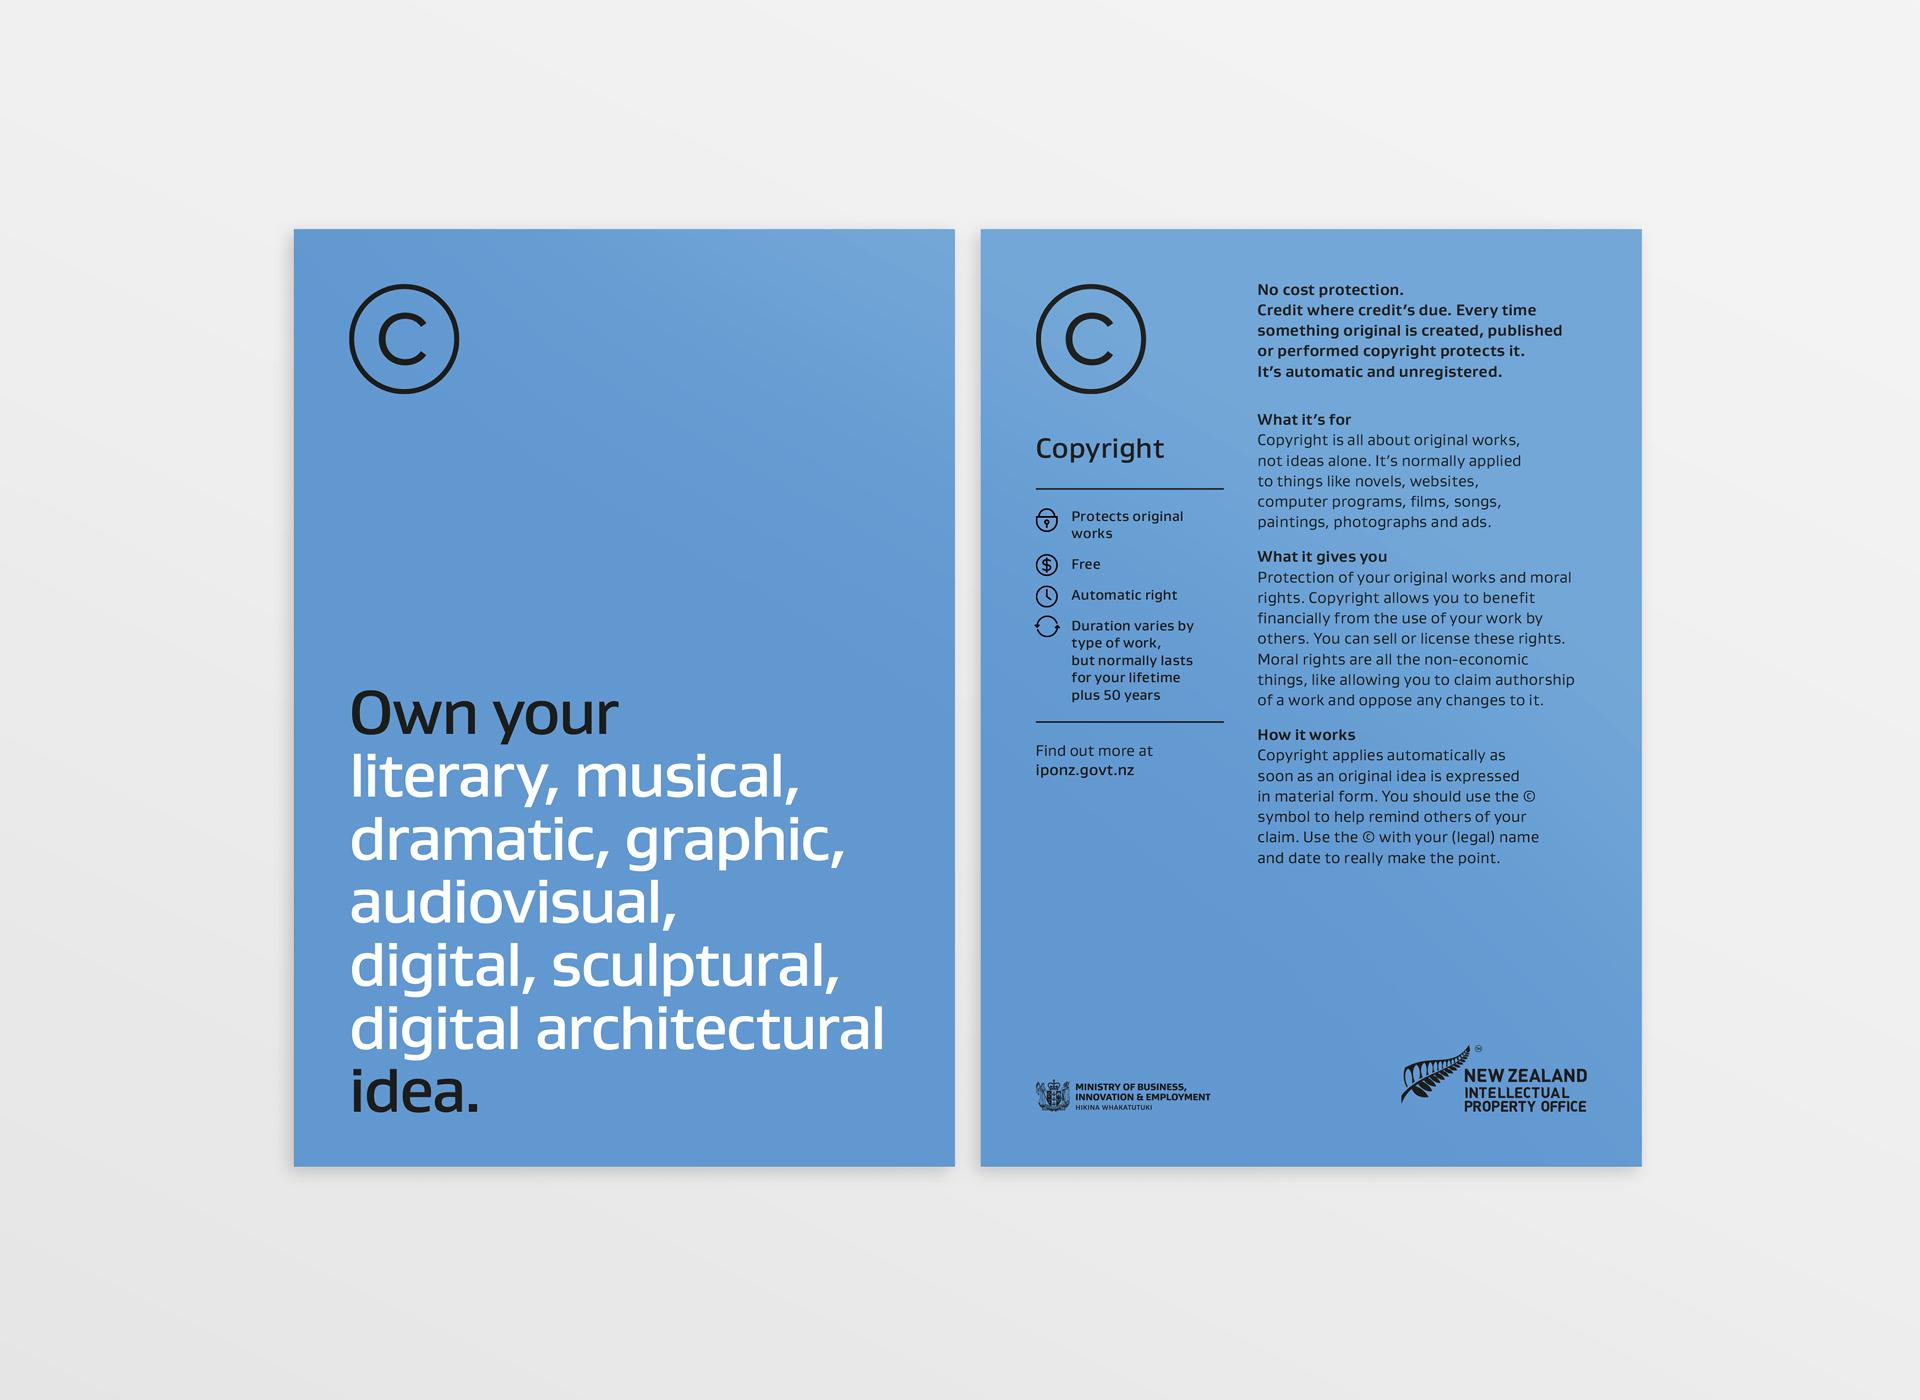 ©
Own your
literary, musical,
dramatic, graphic,
audiovisual,
digital, sculptural,
digital architectural
idea.
©
Copyright
Protects original
works
Free
Automatic right
Duration varies by
type of work,
but normally lasts
for your lifetime
plus 50 years
Find out more at
iponz.govt.nz
No cost protection.
Credit where credit’s due. Every time
something original is created, published
or performed copyright protects it.
It’s automatic and unregistered.
What it’s for
Copyright is all about original works,
not ideas alone. It’s normally applied
to things like novels, websites,
computer programs, films, songs,
paintings, photographs and ads.
What it gives you
Protection of your original works and moral
rights. Copyright allows you to benefit
financially from the use of your work by
others. You can sell or license these rights.
Moral rights are all the non-economic
things, like allowing you to claim authorship
of a work and oppose any changes to it.
How it works
Copyright applies automatically as
soon as an original idea is expressed
in material form. You should use the ©
symbol to help remind others of your
claim. Use the © with your (legal) name
and date to really make the point.
MINISTRY OF BUSINESS,
INNOVATION & EMPLOYMENT
HIKINA WHAKATUTUKI
NEW ZEALAND
INTELLECTUAL
PROPERTY OFFICE